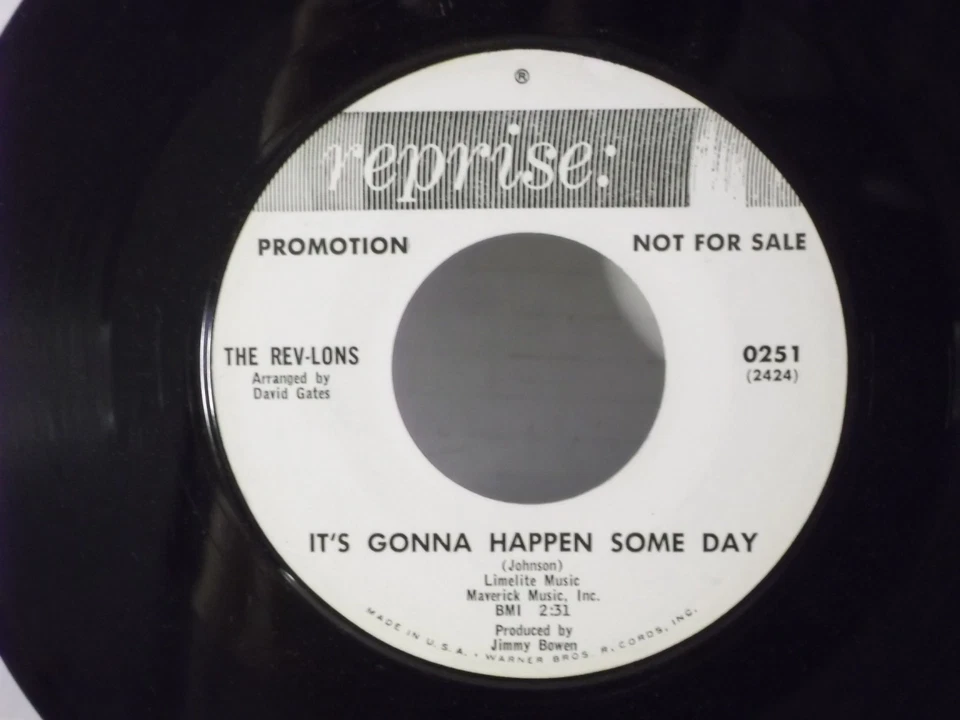 ®
reprise:
PROMOTION NOT FOR SALE
THE REV-LONS
Arranged by
David Gates
0251
(2424)
IT'S GONNA HAPPEN SOME DAY
(Johnson)
Limelite Music
Maverick Music, Inc.
BMI 2:31
Produced by
Jimmy Bowen
MADE IN U.S.A. • WARNER BROS. RECORDS, INC.